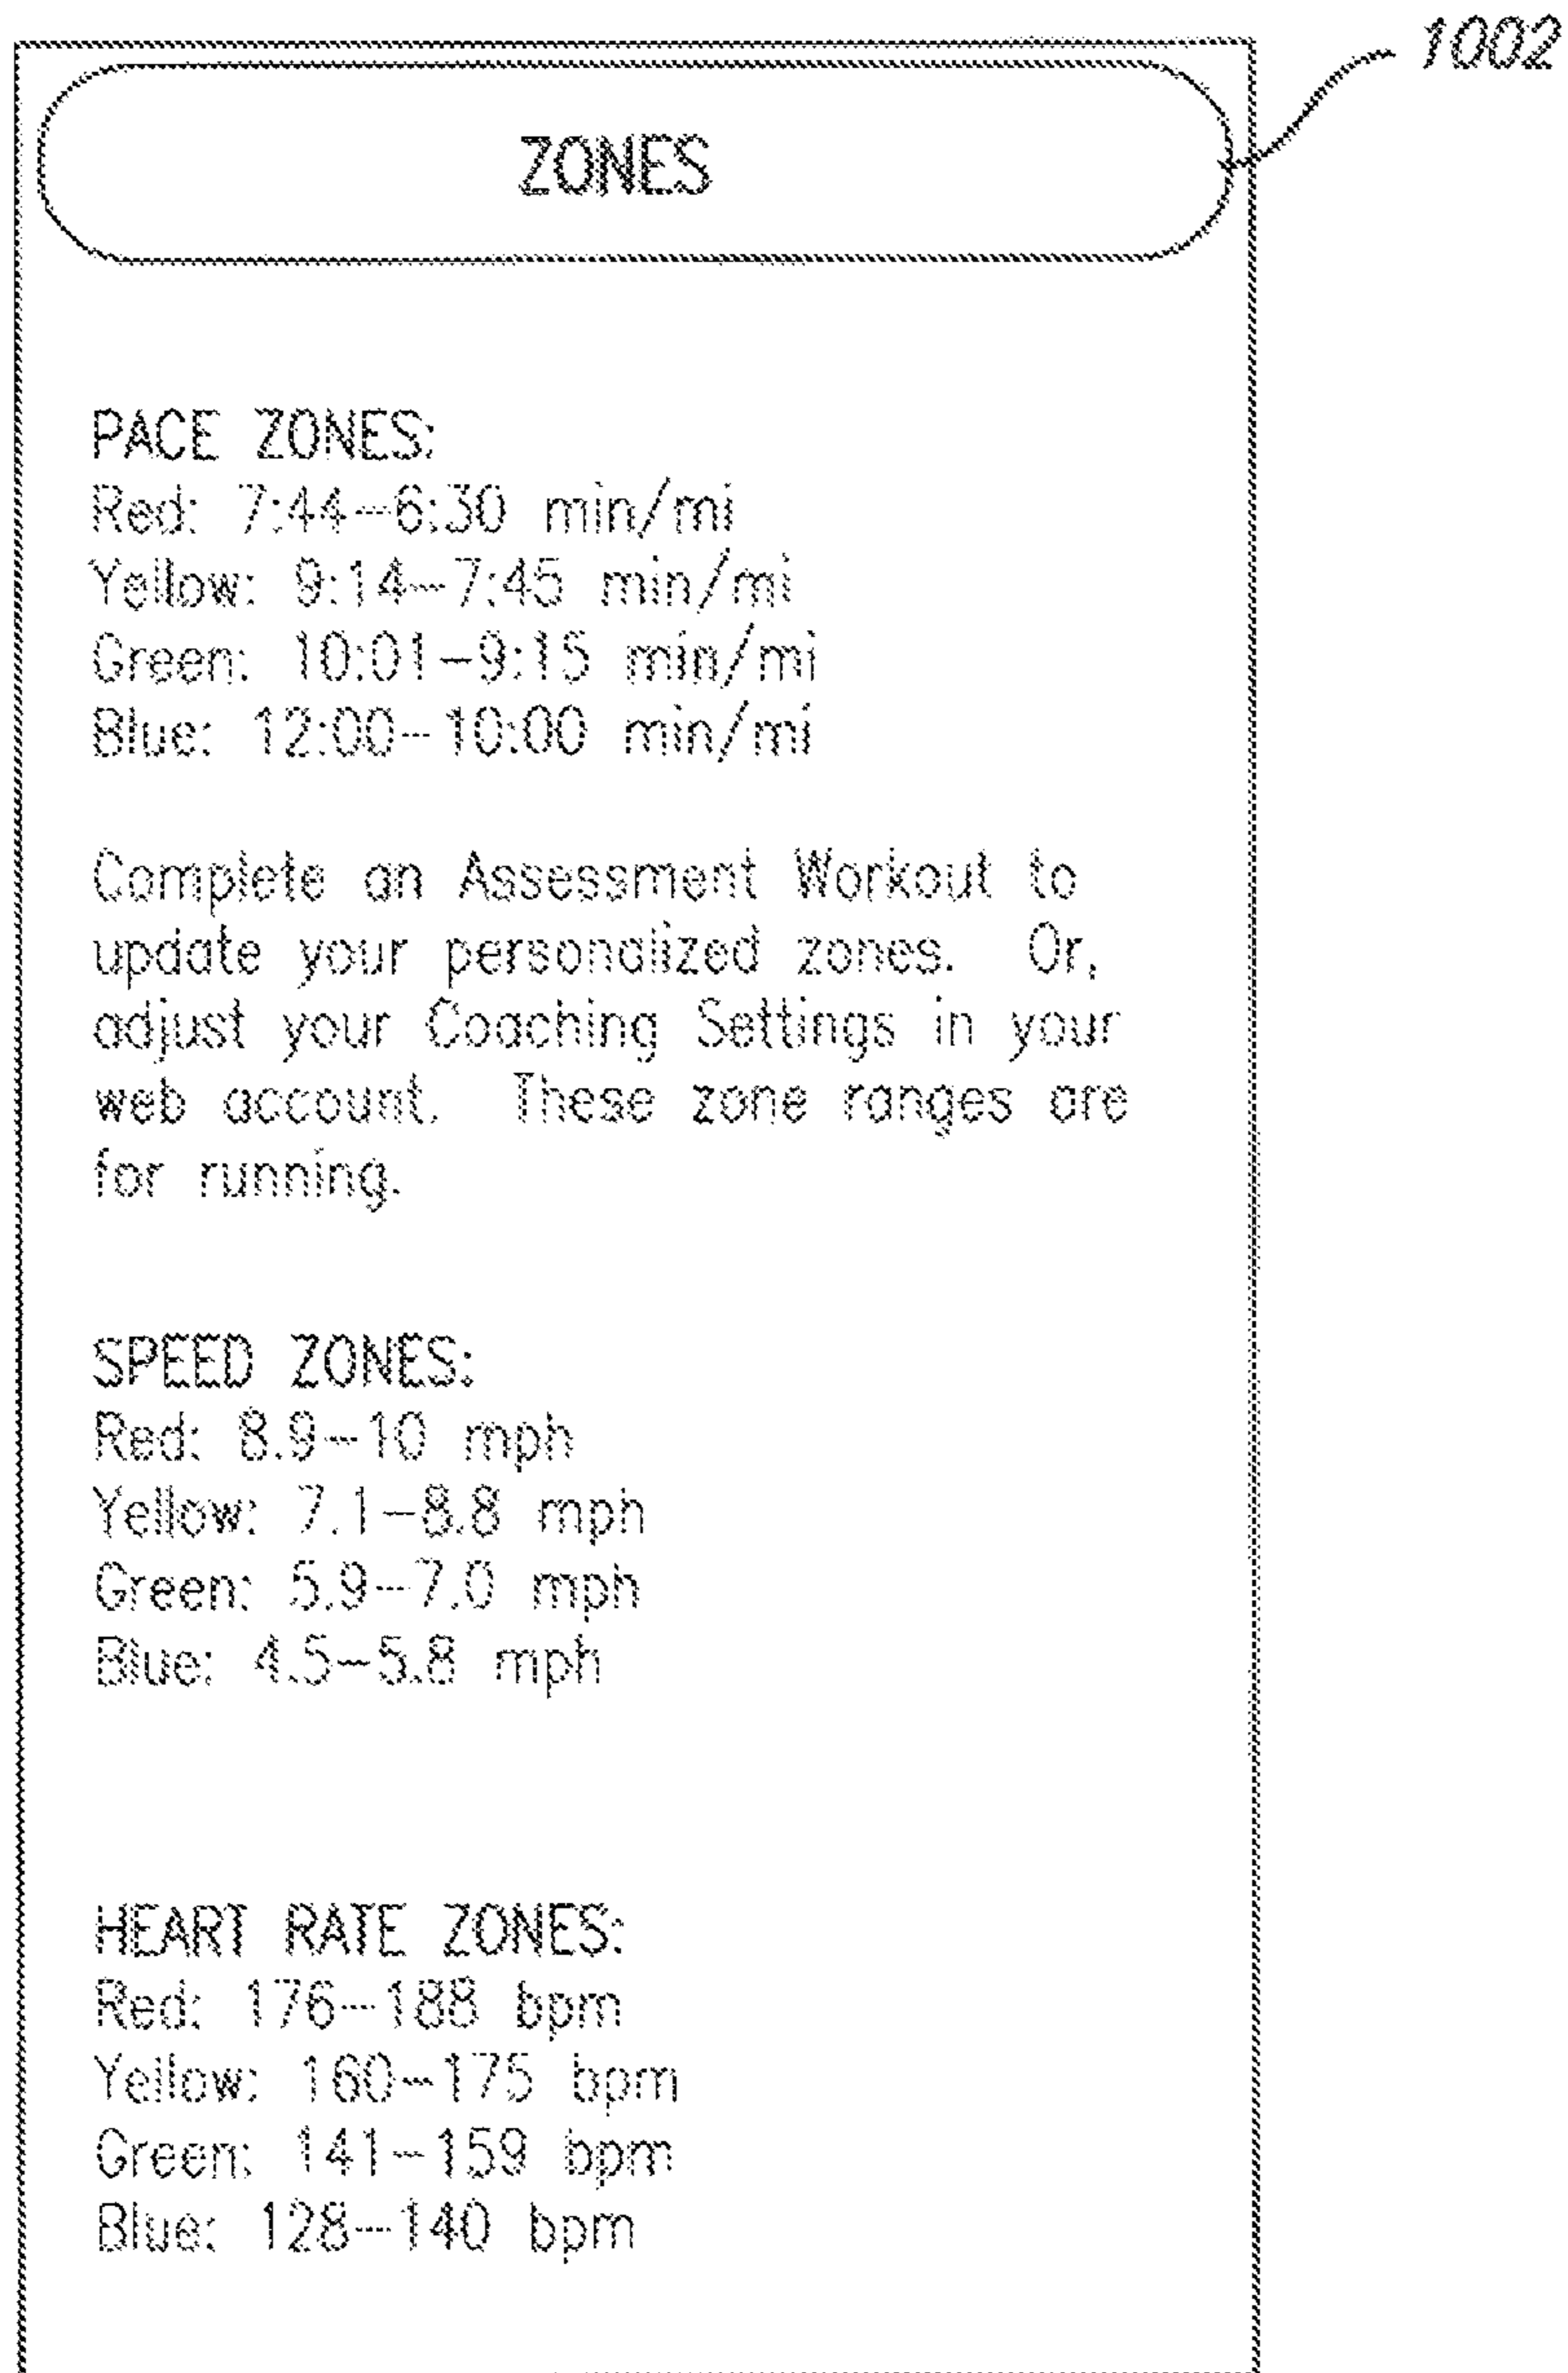 1002
ZONES
PACE ZONES:
Red: 7:44–6:30 min/mi
Yellow: 9:14–7:45 min/mi
Green: 10:01–9:15 min/mi
Blue: 12:00–10:00 min/mi
Complete an Assessment Workout to
update your personalized zones. Or,
adjust your Coaching Settings in your
web account. These zone ranges are
for running.
SPEED ZONES:
Red: 8.9–10 mph
Yellow: 7.1–8.8 mph
Green: 5.9–7.0 mph
Blue: 4.5–5.8 mph
HEART RATE ZONES:
Red: 176–188 bpm
Yellow: 160–175 bpm
Green: 141–159 bpm
Blue: 128–140 bpm